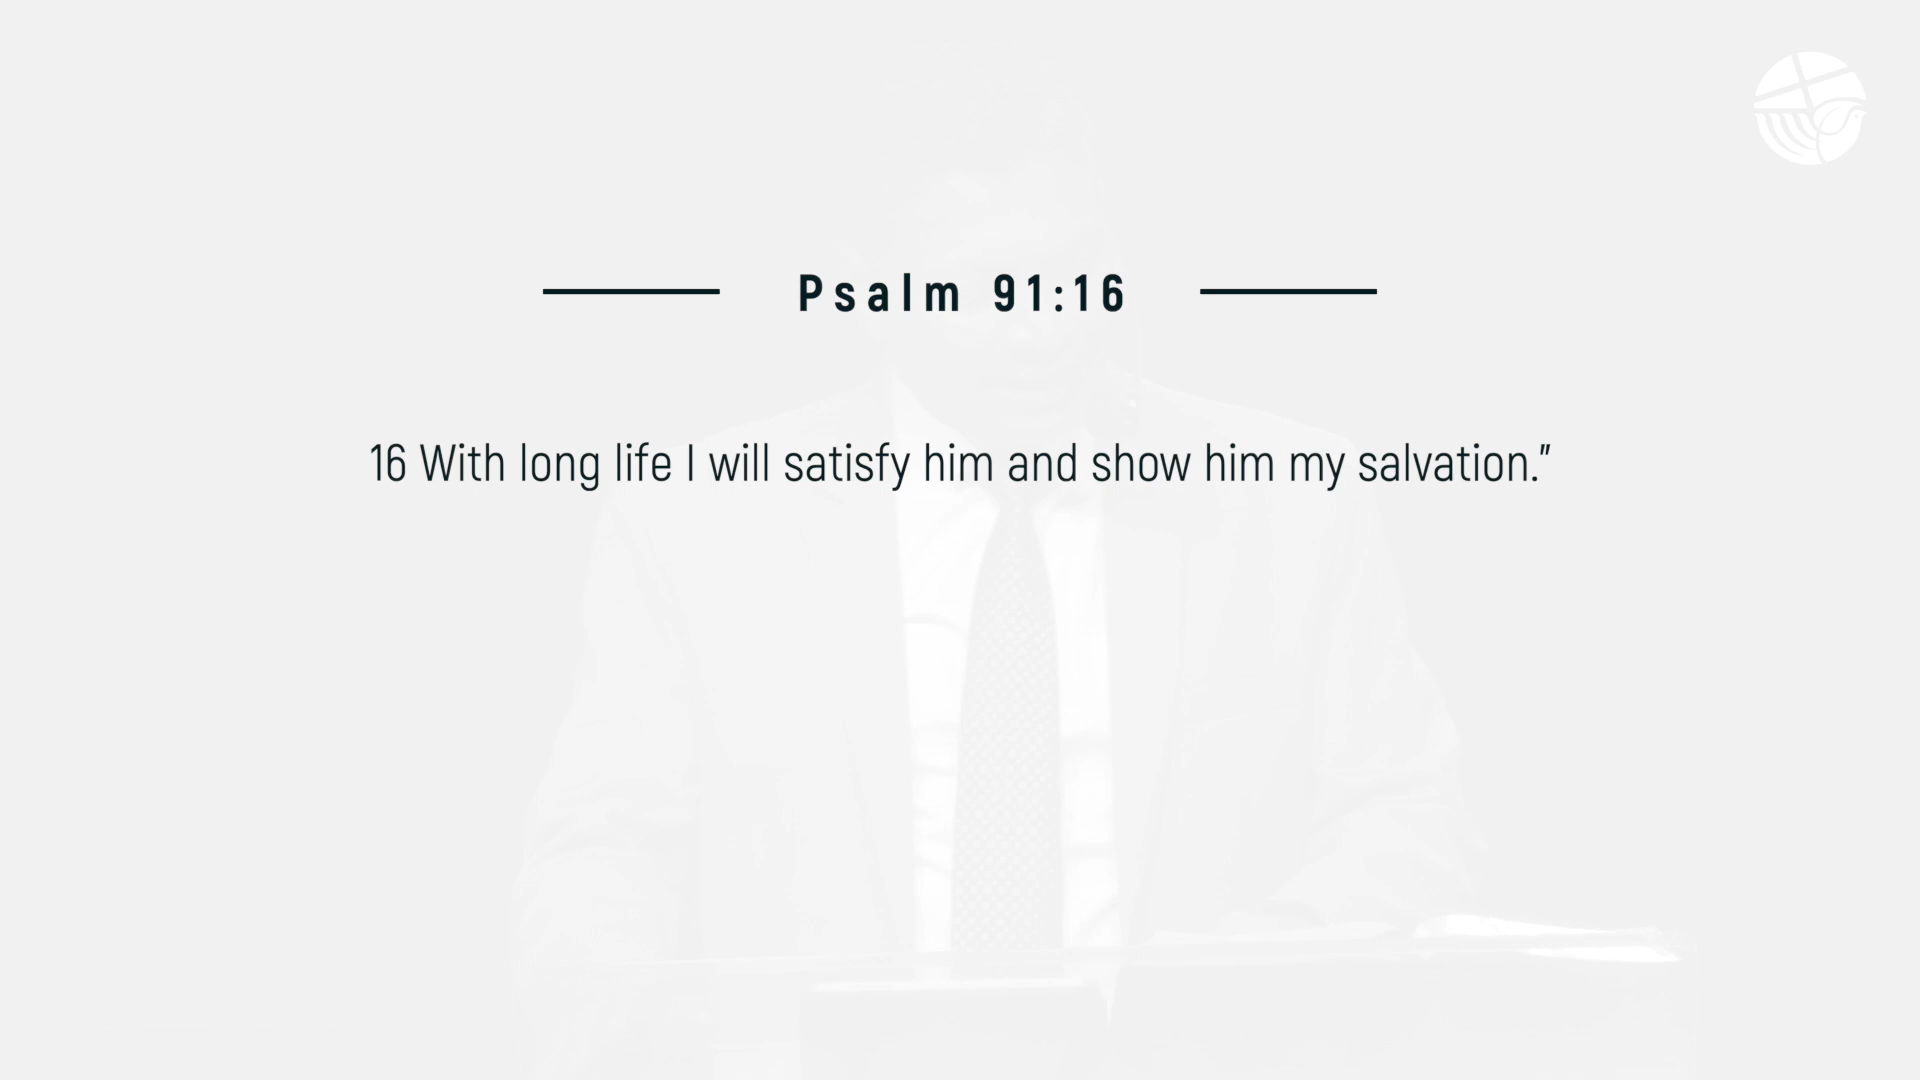 Psalm 91:16
16 With long life I will satisfy him and show him my salvation.”